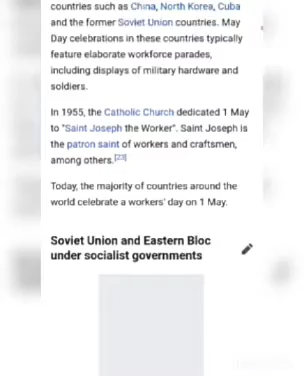 countries such as China, North Korea, Cuba
and the former Soviet Union countries. May
Day celebrations in these countries typically
feature elaborate workforce parades,
including displays of military hardware and
soldiers.
In 1955, the Catholic Church dedicated 1 May
to "Saint Joseph the Worker". Saint Joseph is
the patron saint of workers and craftsmen,
among others.[23]
Today, the majority of countries around the
world celebrate a workers' day on 1 May.
Soviet Union and Eastern Bloc
under socialist governments